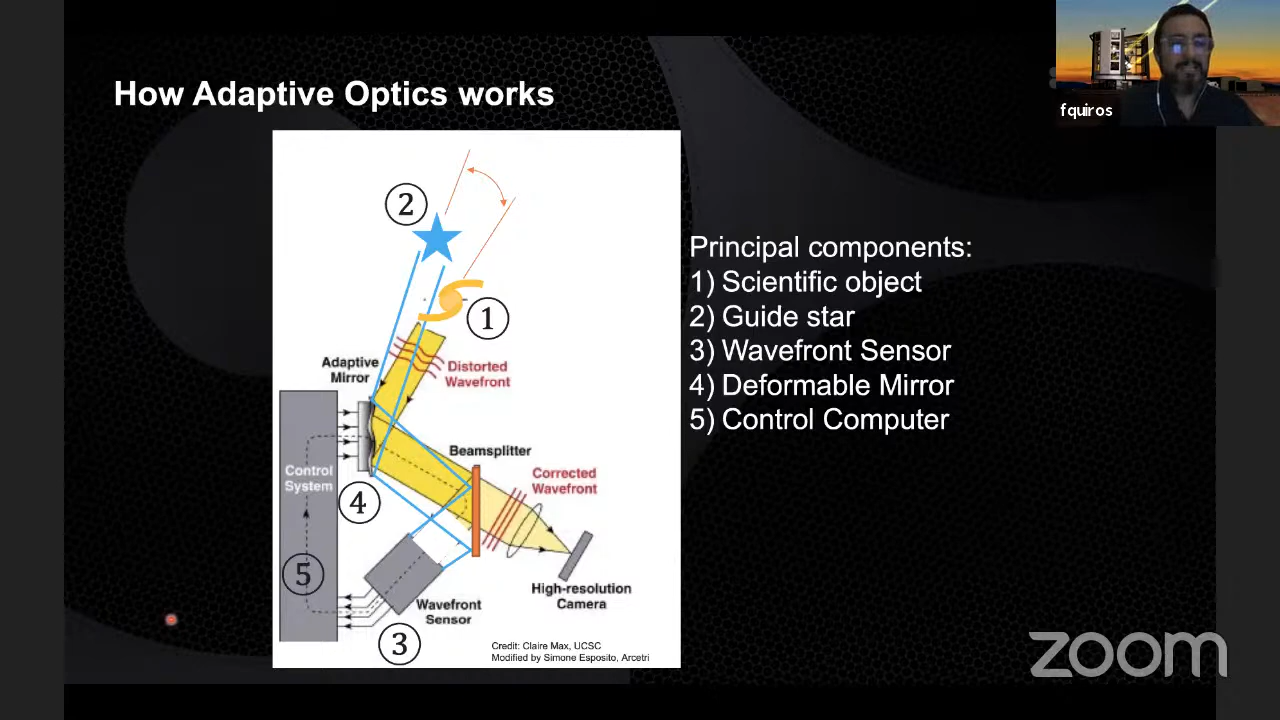 How Adaptive Optics works
fquiros
2
1
Adaptive
Mirror
Distorted
Wavefront
Beamsplitter
Control
System
Corrected
Wavefront
4
5
High-resolution
Camera
Wavefront
Sensor
3
Credit: Claire Max, UCSC
Modified by Simone Esposito, Arcetri
Principal components:
1) Scientific object
2) Guide star
3) Wavefront Sensor
4) Deformable Mirror
5) Control Computer
zoom